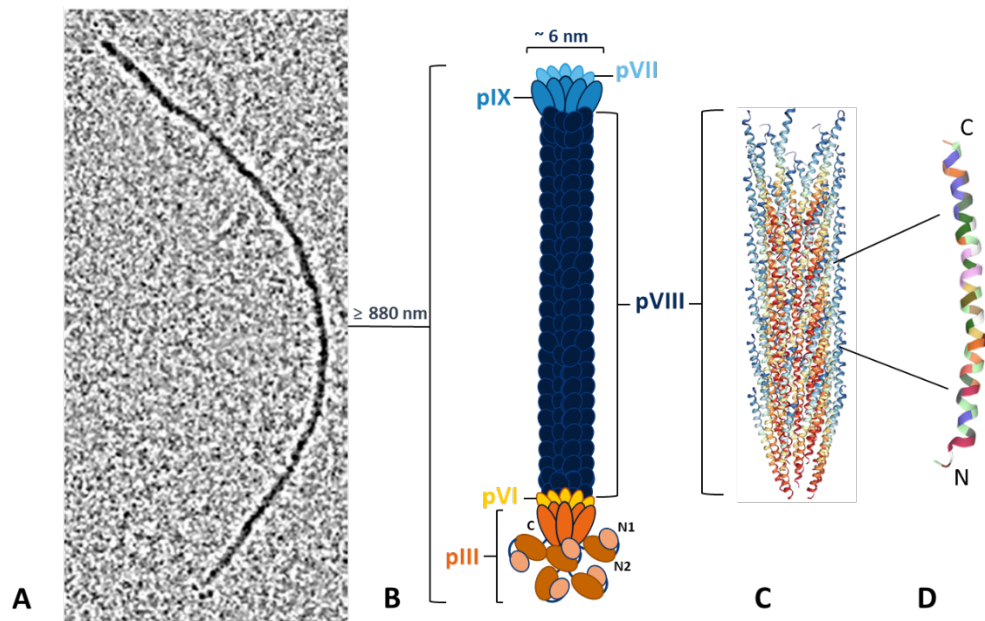 ~ 6 nm
pVII
pIX
C
≥ 880 nm
pVIII
pVI
C
N1
pIII
N2
N
A
B
C
D